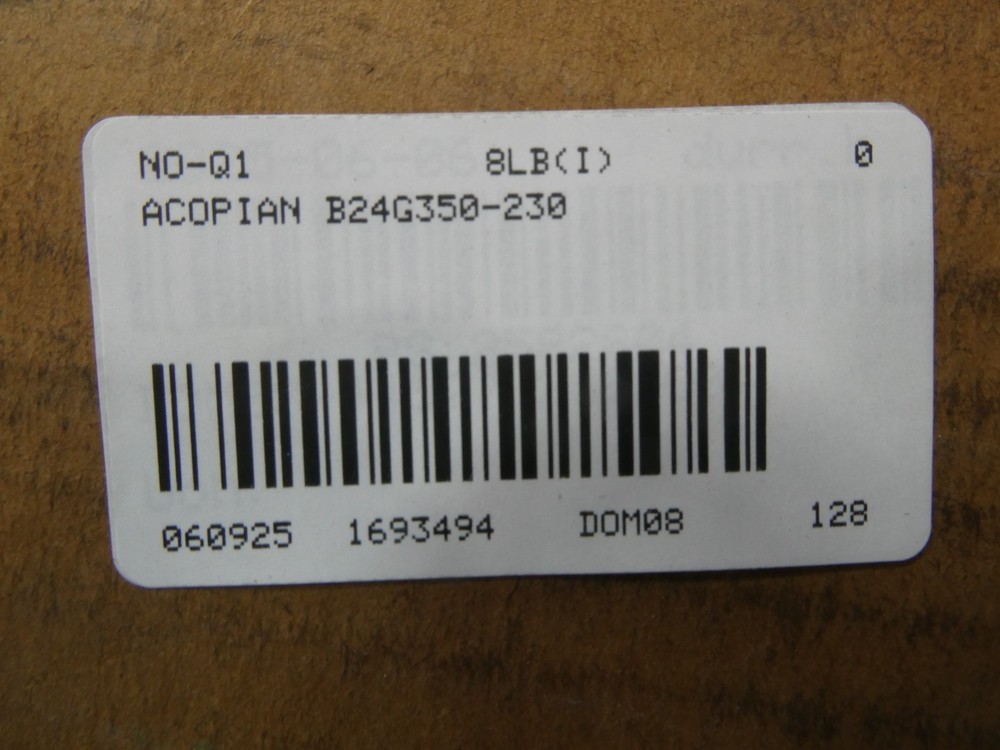 NO-Q1 8LB(I) 0
ACOPIAN B24G350-230
060925 1693494 DOM08 128